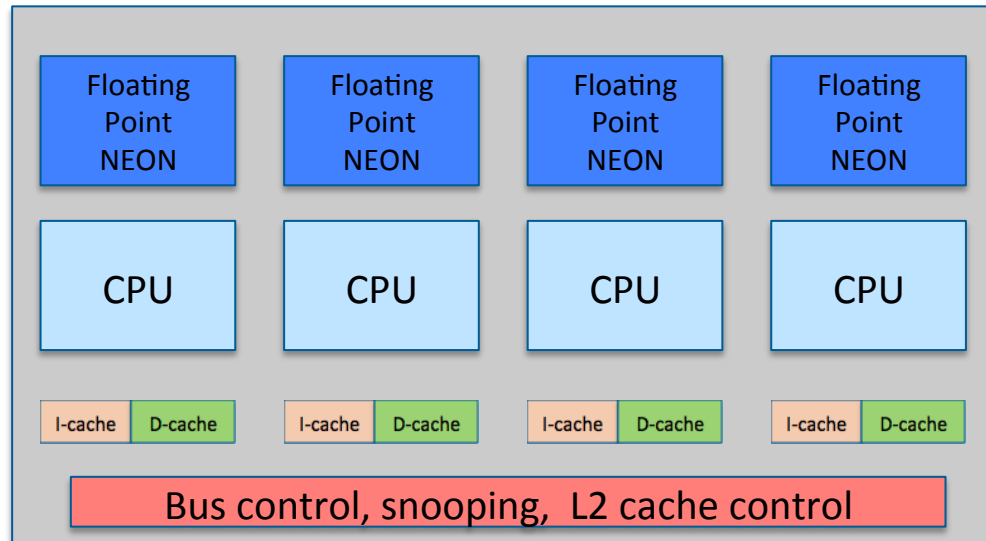 Floating
Point
NEON
Floating
Point
NEON
Floating
Point
NEON
Floating
Point
NEON
CPU
CPU
CPU
CPU
I-cache D-cache
I-cache D-cache
I-cache D-cache
I-cache D-cache
Bus control, snooping, L2 cache control